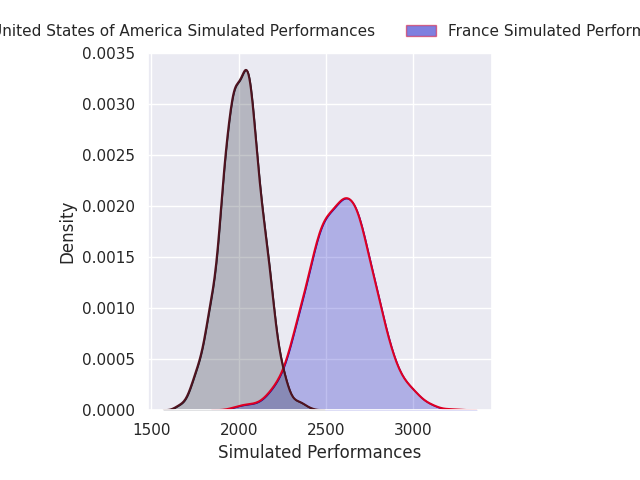 United States of America Simulated Performances
France Simulated
0.0035
0.0030
0.0025
0.0020
0.0015
0.0010
0.0005
0.0000
Density
1500 2000 2500 3000
Simulated Performances